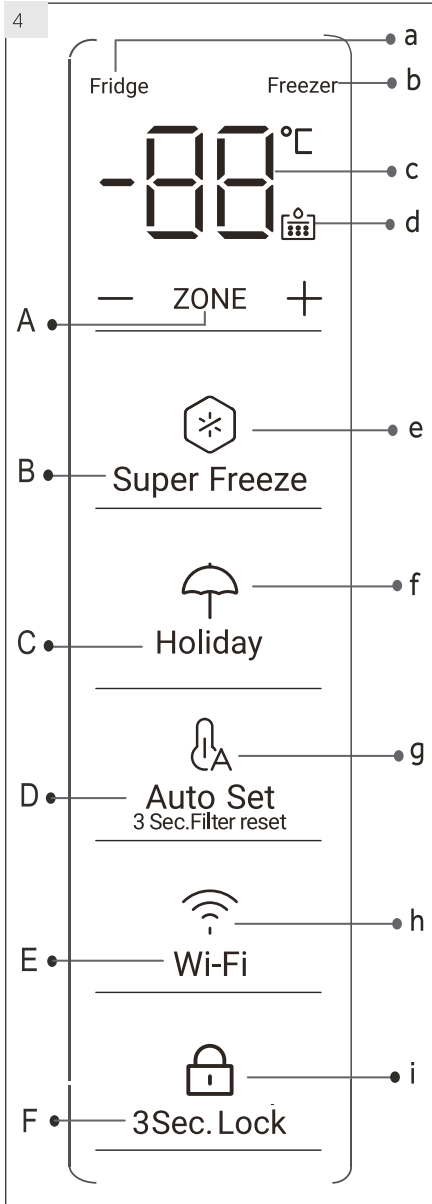 4
a
Fridge Freezer b
-88°C c
d
A — ZONE +
e
B Super Freeze
f
C Holiday
g
D Auto Set
3 Sec.Filter reset
h
E Wi-Fi
i
F 3Sec.Lock